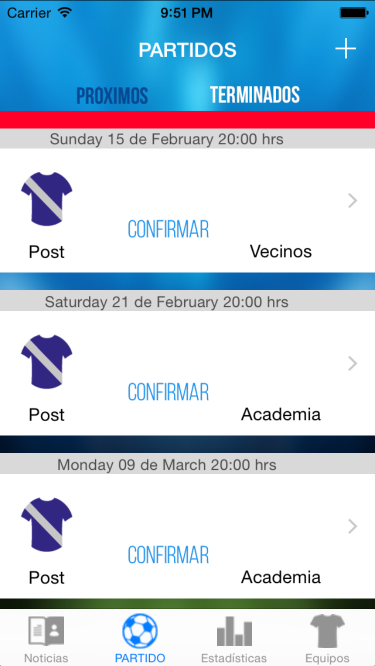 Carrier 9:51 PM
PARTIDOS +
PROXIMOS TERMINADOS
Sunday 15 de February 20:00 hrs
CONFIRMAR
Post Vecinos
Saturday 21 de February 20:00 hrs
CONFIRMAR
Post Academia
Monday 09 de March 20:00 hrs
CONFIRMAR
Post Academia
Noticias PARTIDO Estadísticas Equipos